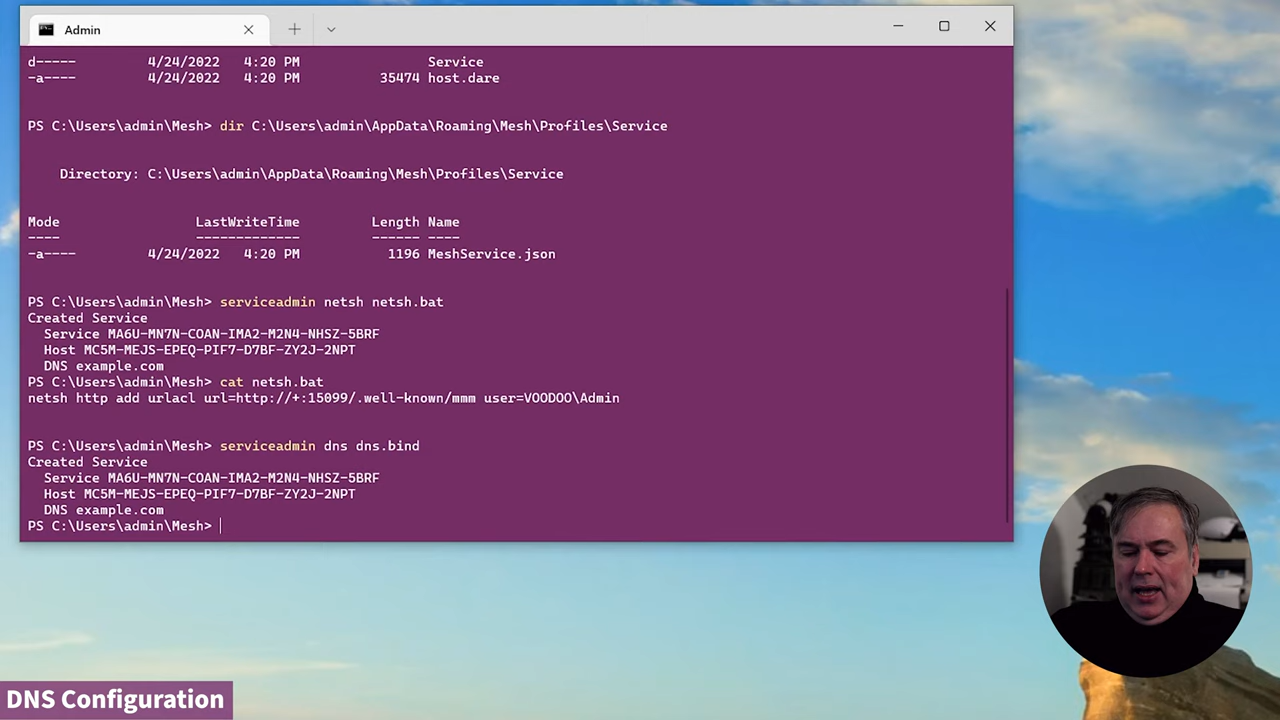 Admin
d----- 4/24/2022 4:20 PM Service
-a---- 4/24/2022 4:20 PM 35474 host.dare
PS C:\Users\admin\Mesh> dir C:\Users\admin\AppData\Roaming\Mesh\Profiles\Service
Directory: C:\Users\admin\AppData\Roaming\Mesh\Profiles\Service
Mode LastWriteTime Length Name
---- ------------- ------ ----
-a---- 4/24/2022 4:20 PM 1196 MeshService.json
PS C:\Users\admin\Mesh> serviceadmin netsh netsh.bat
Created Service
Service MA6U-MN7N-COAN-IMA2-M2N4-NHSZ-5BRF
Host MC5M-MEJS-EPEQ-PIF7-D7BF-ZY2J-2NPT
DNS example.com
PS C:\Users\admin\Mesh> cat netsh.bat
netsh http add urlacl url=http://+:15099/.well-known/mmm user=VOODOO\Admin
PS C:\Users\admin\Mesh> serviceadmin dns dns.bind
Created Service
Service MA6U-MN7N-COAN-IMA2-M2N4-NHSZ-5BRF
Host MC5M-MEJS-EPEQ-PIF7-D7BF-ZY2J-2NPT
DNS example.com
PS C:\Users\admin\Mesh>
DNS Configuration